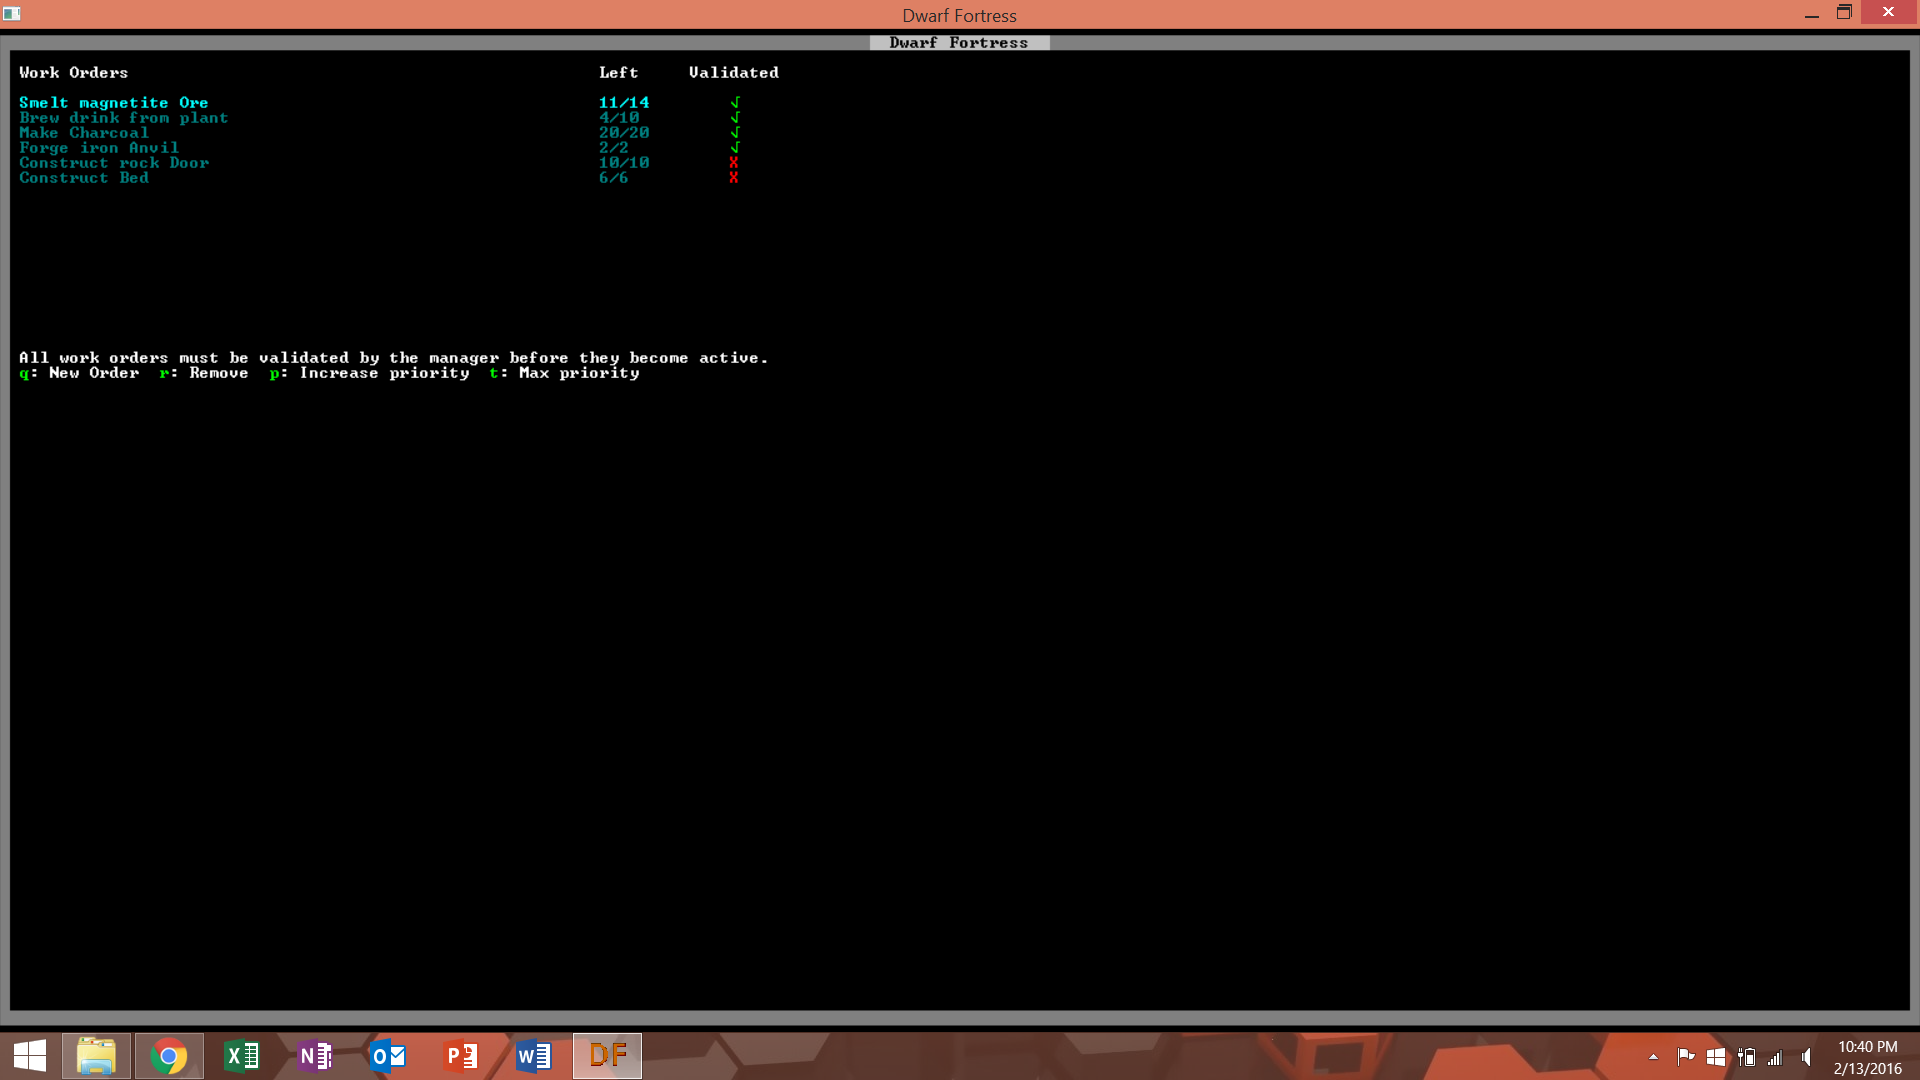 Dwarf Fortress
Dwarf Fortress
Work Orders Left Validated
Smelt magnetite Ore 11/14 √
Brew drink from plant 4/10 √
Make Charcoal 20/20 √
Forge iron Anvil 2/2 √
Construct rock Door 10/10 X
Construct Bed 6/6 X
All work orders must be validated by the manager before they become active.
q: New Order r: Remove p: Increase priority t: Max priority
X N O P W DF
10:40 PM
2/13/2016